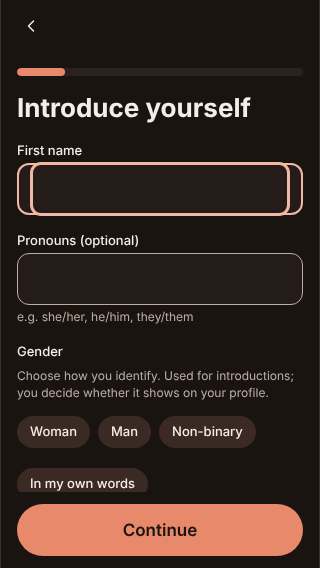 Introduce yourself
First name
Pronouns (optional)
e.g. she/her, he/him, they/them
Gender
Choose how you identify. Used for introductions;
you decide whether it shows on your profile.
Woman
Man
Non-binary
In my own words
Continue